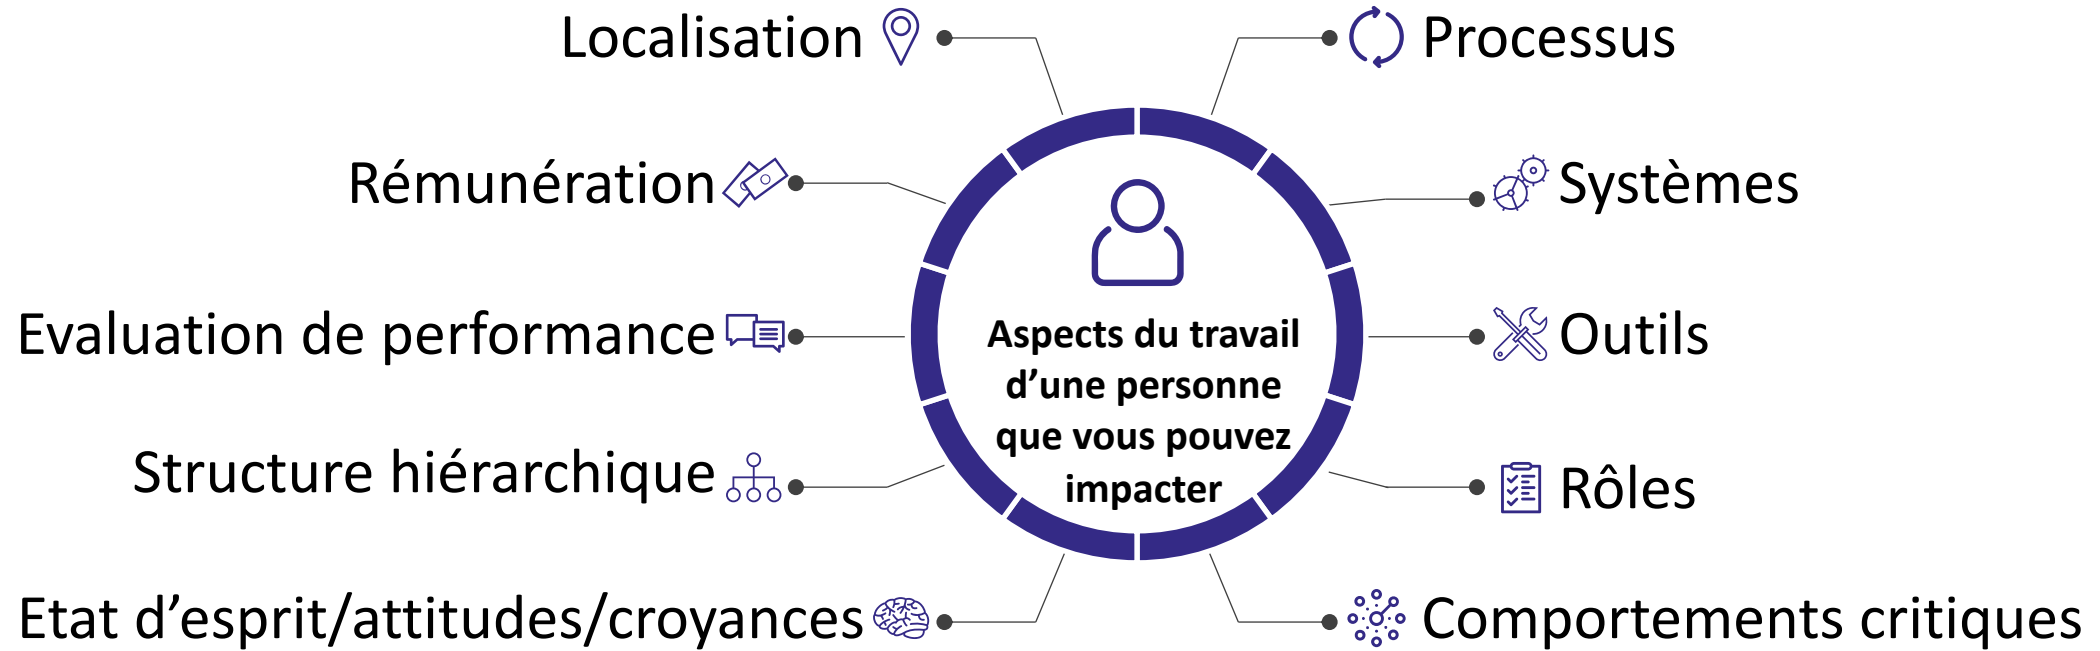 Localisation
Processus
Rémunération
Systèmes
Evaluation de performance
Outils
Structure hiérarchique
Rôles
Etat d’esprit/attitudes/croyances
Comportements critiques
Aspects du travail
d’une personne
que vous pouvez
impacter